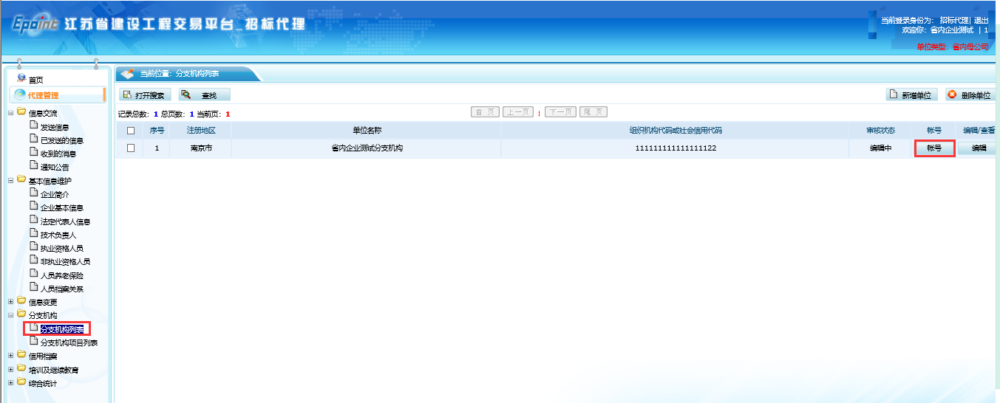 Epoint 江苏省建设工程交易平台_招标代理
当前登录身份为: 招标代理| 退出
欢迎你: 省内企业测试 | 1
单位类型: 省内母公司
首页
代理管理
信息交流
发送信息
已发送的信息
收到的消息
通知公告
基本信息维护
企业简介
企业基本信息
法定代表人信息
技术负责人
执业资格人员
非执业资格人员
人员养老保险
人员档案关系
信息变更
分支机构
分支机构列表
分支机构项目列表
信用档案
培训及继续教育
综合统计
当前位置: 分支机构列表
打开搜索 查找 新增单位 删除单位
记录总数: 1 总页数: 1 当前页: 1 首 页 上一页 | 下一页 尾 页
序号 注册地区 单位名称 组织机构代码或社会信用代码 审核状态 帐号 编辑/查看
1 南京市 省内企业测试分支机构 111111111111111122 编辑中 帐号 编辑